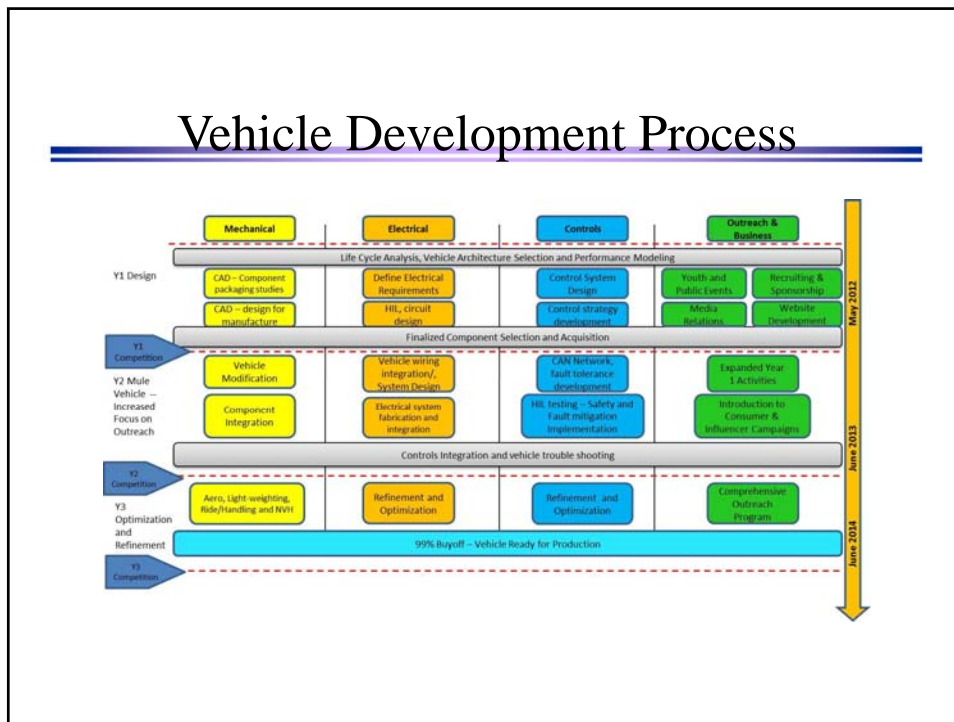 Vehicle Development Process
Mechanical
Electrical
Controls
Outreach &
Business
Life Cycle Analysis, Vehicle Architecture Selection and Performance Modeling
Y1 Design
CAD – Component
packaging studies
Define Electrical
Requirements
Control System
Design
Youth and
Public Events
Recruiting &
Sponsorship
CAD – design for
manufacture
HIL, circuit
design
Control strategy
development
Media
Relations
Website
Development
May 2012
Finalized Component Selection and Acquisition
Y1
Competition
Y2 Mule
Vehicle –
Increased
Focus on
Outreach
Vehicle
Modification
Vehicle wiring
integration/,
System Design
CAN Network,
fault tolerance
development
Expanded Year
1 Activities
Component
Integration
Electrical system
fabrication and
integration
HIL testing – Safety and
Fault mitigation
Implementation
Introduction to
Consumer &
Influencer Campaigns
Controls Integration and vehicle trouble shooting
June 2013
Y2
Competition
Y3
Optimization
and
Refinement
Aero, Light-weighting,
Ride/Handling and NVH
Refinement and
Optimization
Refinement and
Optimization
Comprehensive
Outreach
Program
99% Buyoff – Vehicle Ready for Production
June 2014
Y3
Competition